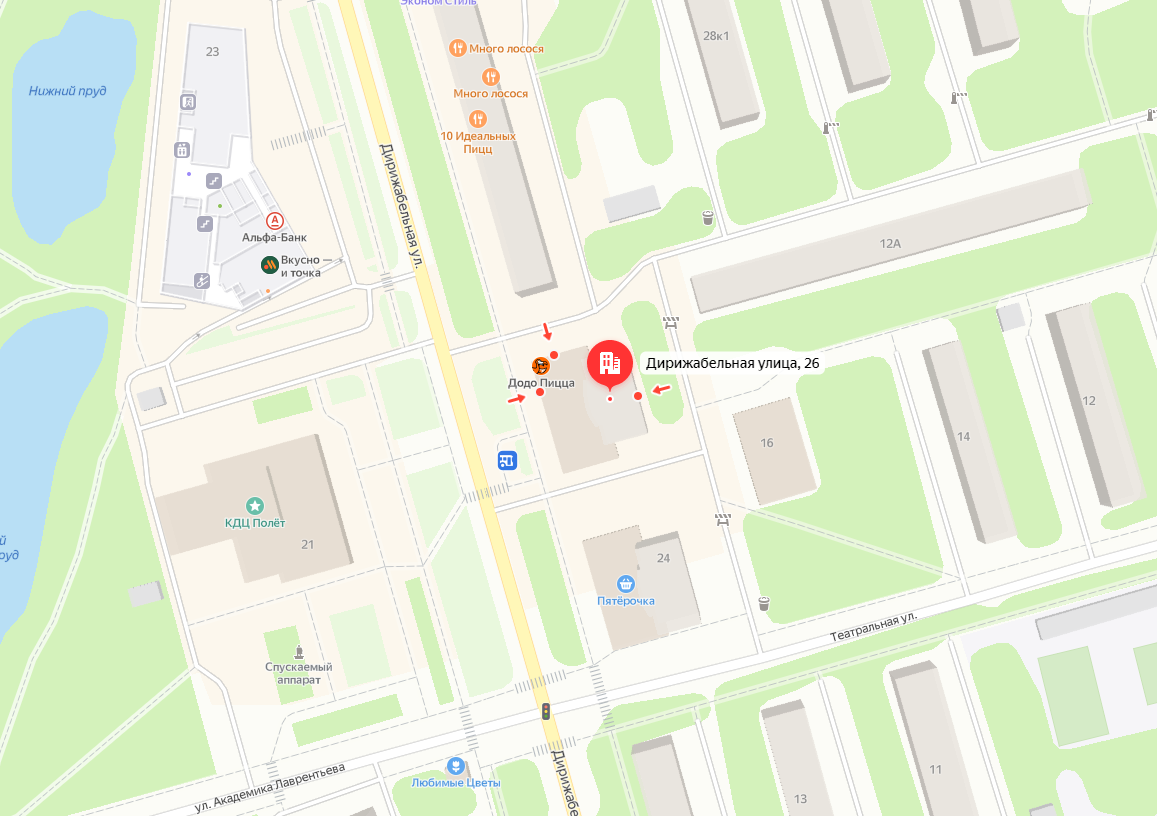 Эконом Стиль
23
Много лосося
28к1
Нижний пруд
Много лосося
10 Идеальных
Пицц
Дирижабельная ул.
Альфа-Банк
Вкусно —
и точка
12А
Дирижабельная улица, 26
Додо Пицца
12
14
16
КДЦ Полёт
21
24
Пятёрочка
Театральная ул.
Спускаемый
аппарат
ул. Академика Лаврентьева
Любимые Цветы
11
13